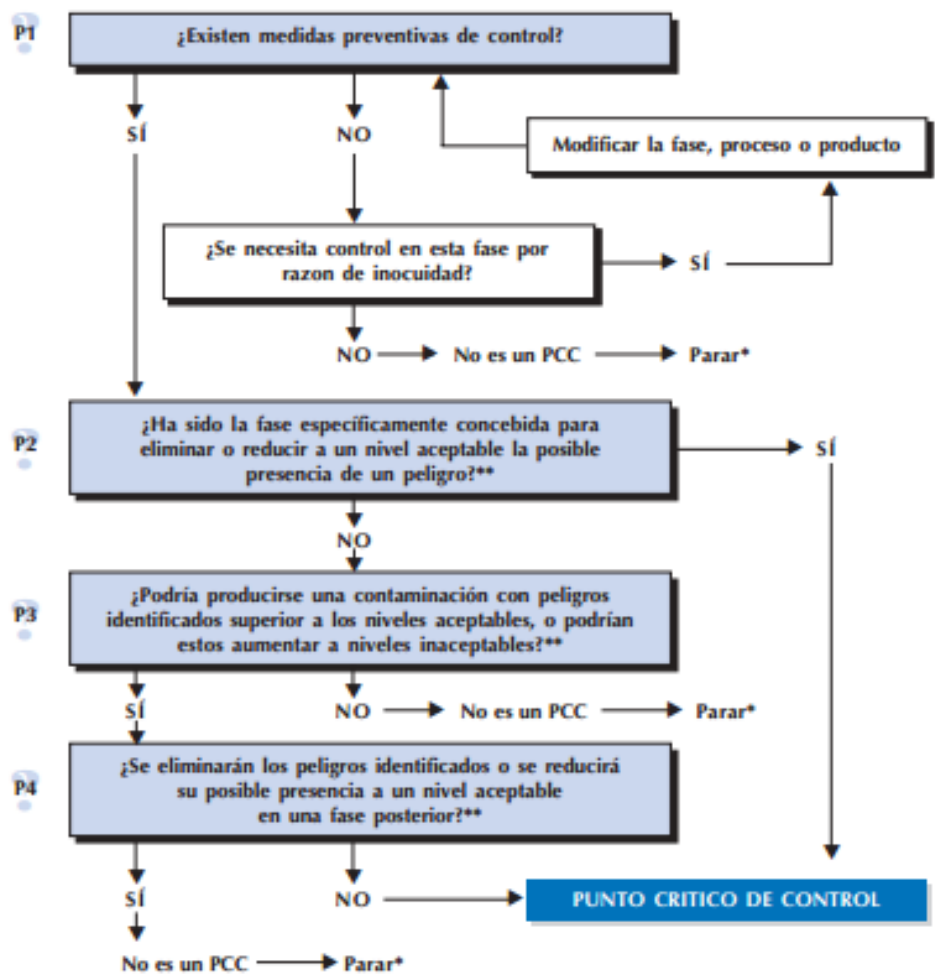 P1
¿Existen medidas preventivas de control?
SÍ
NO
Modificar la fase, proceso o producto
¿Se necesita control en esta fase por
razon de inocuidad?
SÍ
NO
No es un PCC
Parar*
P2
¿Ha sido la fase específicamente concebida para
eliminar o reducir a un nivel aceptable la posible
presencia de un peligro?**
SÍ
NO
P3
¿Podría producirse una contaminación con peligros
identificados superior a los niveles aceptables, o podrían
estos aumentar a niveles inaceptables?**
SÍ
NO
No es un PCC
Parar*
P4
¿Se eliminarán los peligros identificados o se reducirá
su posible presencia a un nivel aceptable
en una fase posterior?**
SÍ
NO
PUNTO CRITICO DE CONTROL
No es un PCC
Parar*